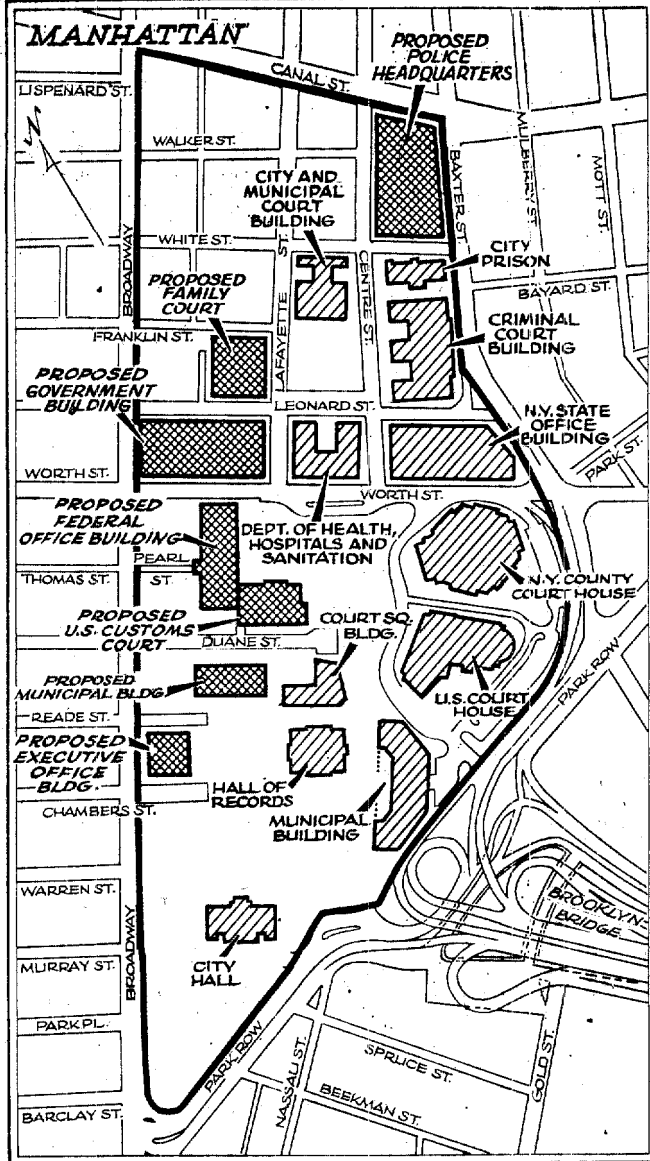 MANHATTAN
PROPOSED
POLICE
HEADQUARTERS
CANAL ST.
LISPENARD ST.
WALKER ST.
BAXTER ST.
MULBERRY ST.
MOTT ST.
CITY AND
MUNICIPAL
COURT
BUILDING
WHITE ST.
BROADWAY
LAFAYETTE
ST.
CENTRE ST.
CITY
PRISON
BAYARD ST.
PROPOSED
FAMILY
COURT
CRIMINAL
COURT
BUILDING
FRANKLIN ST.
PROPOSED
GOVERNMENT
BUILDING
LEONARD ST.
N.Y. STATE
OFFICE
BUILDING
PARK ST.
WORTH ST.
WORTH ST.
PROPOSED
FEDERAL
OFFICE BUILDING
DEPT. OF HEALTH,
HOSPITALS AND
SANITATION
PEARL
ST.
THOMAS ST.
N.Y. COUNTY
COURT HOUSE
PROPOSED
U.S. CUSTOMS
COURT
COURT SQ.
BLDG.
DUANE ST.
PROPOSED
MUNICIPAL BLDG.
U.S. COURT
HOUSE
PARK ROW
READE ST.
PROPOSED
EXECUTIVE
OFFICE
BLDG.
HALL OF
RECORDS
MUNICIPAL
BUILDING
CHAMBERS ST.
WARREN ST.
BROOKLYN
BRIDGE
BROADWAY
MURRAY ST.
CITY
HALL
PARK PL.
PARK ROW
NASSAU ST.
SPRUCE ST.
GOLD ST.
BEEKMAN ST.
BARCLAY ST.